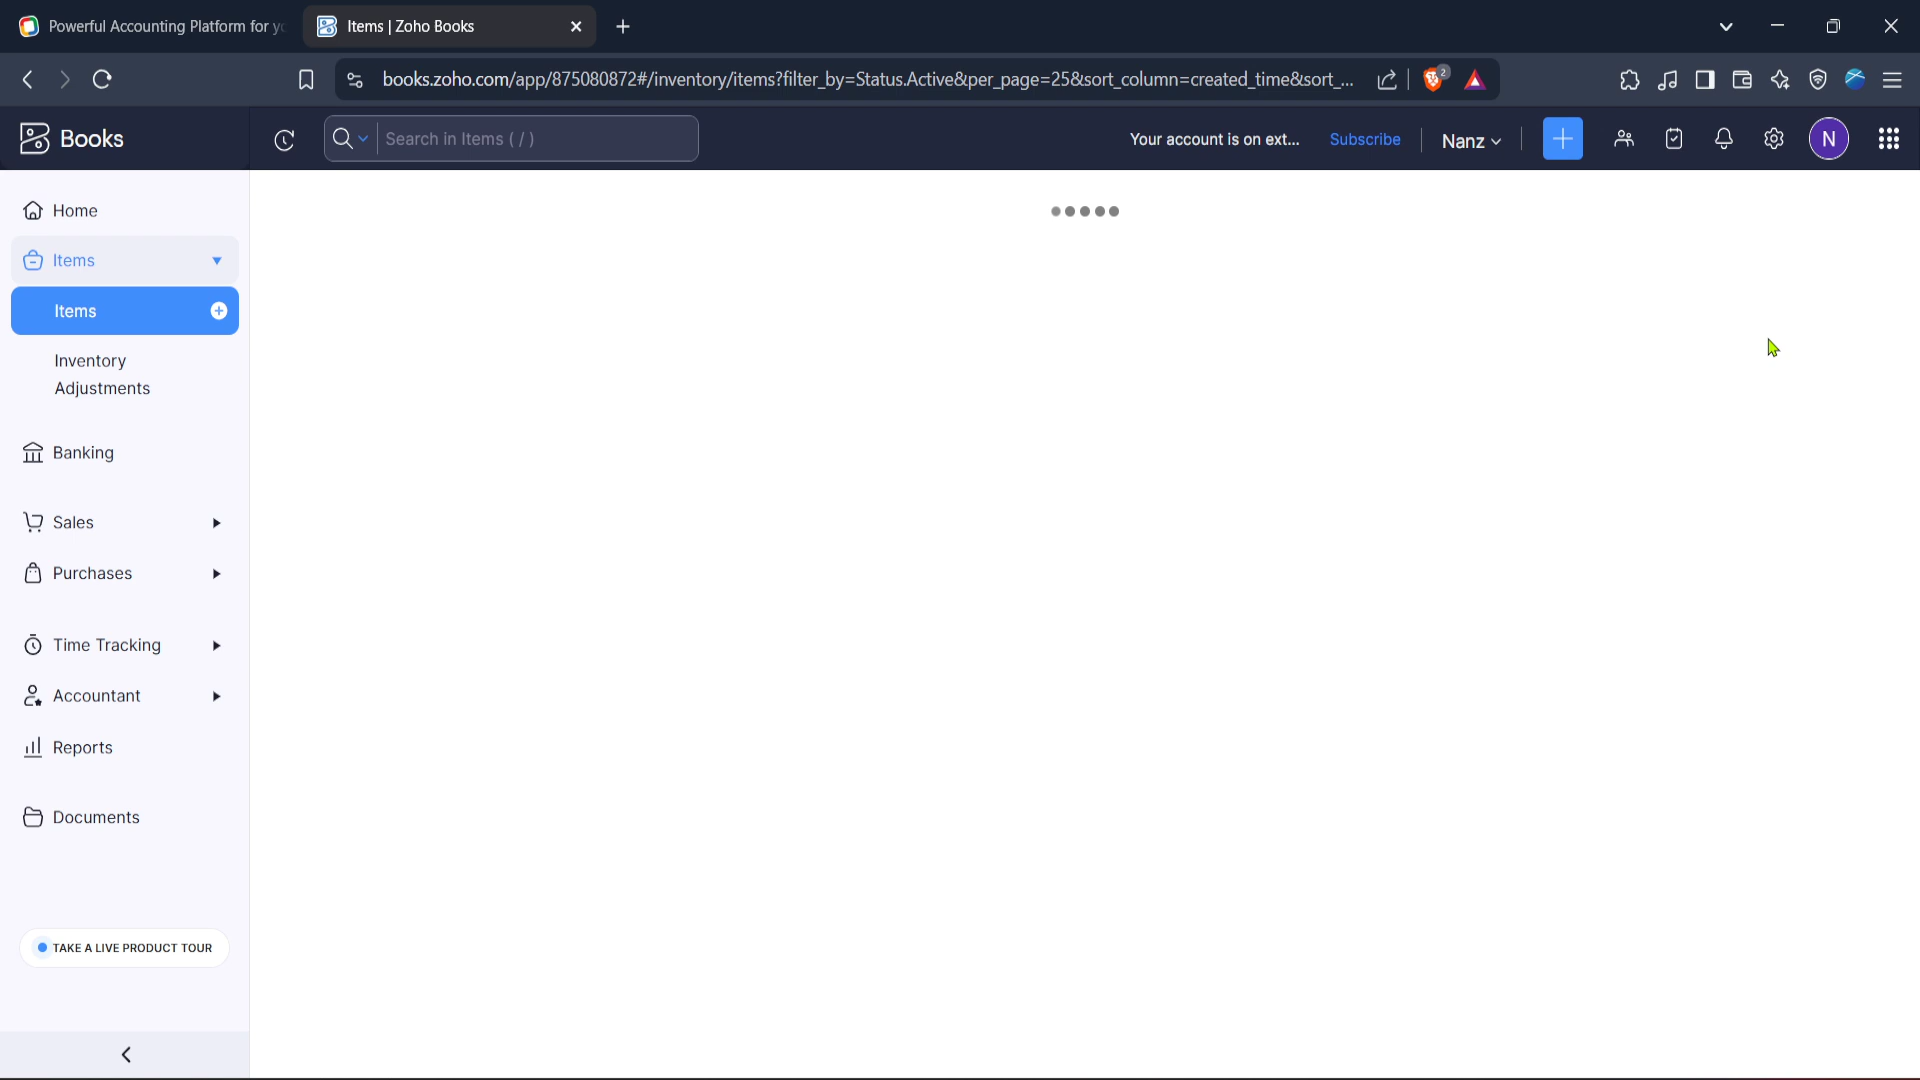 Powerful Accounting Platform for
Items | Zoho Books
books.zoho.com/app/875080872#/inventory/items?filter_by=Status.Active&per_page=25&sort_column=created_time&sort_...
2
Books
Search in Items ( / )
Your account is on ext...
Subscribe
Nanz
N
Home
Items
Items
Inventory
Adjustments
Banking
Sales
Purchases
Time Tracking
Accountant
Reports
Documents
TAKE A LIVE PRODUCT TOUR